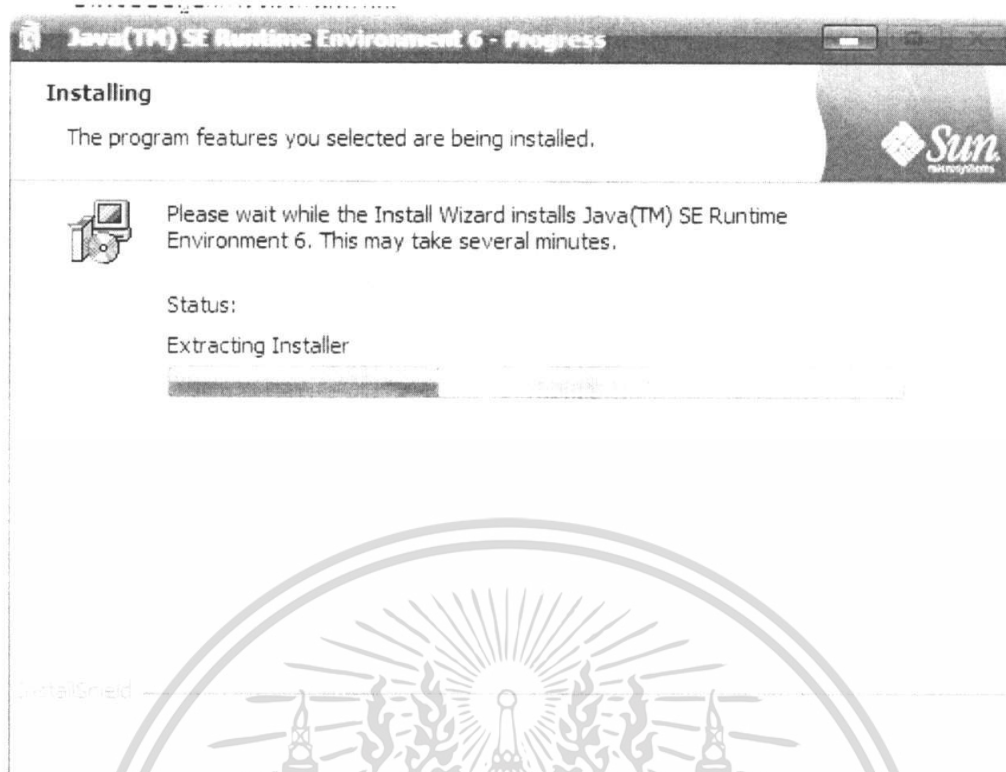 Java(TM) SE Runtime Environment 6 - Progress
Installing
The program features you selected are being installed.
Sun
microsystems
Please wait while the Install Wizard installs Java(TM) SE Runtime
Environment 6. This may take several minutes.
Status:
Extracting Installer
InstallShield